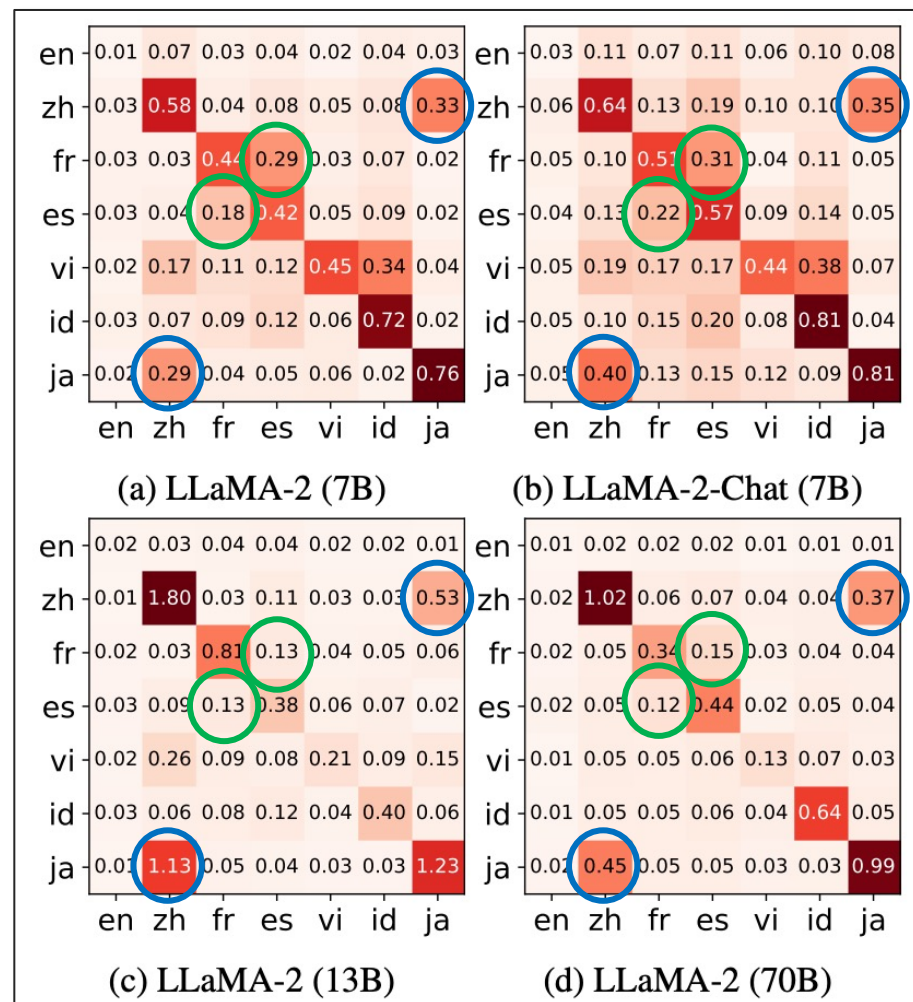 en 0.01 0.07 0.03 0.04 0.02 0.04 0.03
zh 0.03 0.58 0.04 0.08 0.05 0.08 0.33
fr 0.03 0.03 0.44 0.29 0.03 0.07 0.02
es 0.03 0.04 0.18 0.42 0.05 0.09 0.02
vi 0.02 0.17 0.11 0.12 0.45 0.34 0.04
id 0.03 0.07 0.09 0.12 0.06 0.72 0.02
ja 0.02 0.29 0.04 0.05 0.06 0.02 0.76
en zh fr es vi id ja
(a) LLaMA-2 (7B)
en 0.03 0.11 0.07 0.11 0.06 0.10 0.08
zh 0.06 0.64 0.13 0.19 0.10 0.10 0.35
fr 0.05 0.10 0.51 0.31 0.04 0.11 0.05
es 0.04 0.13 0.22 0.57 0.09 0.14 0.05
vi 0.05 0.19 0.17 0.17 0.44 0.38 0.07
id 0.05 0.10 0.15 0.20 0.08 0.81 0.04
ja 0.05 0.40 0.13 0.15 0.12 0.09 0.81
en zh fr es vi id ja
(b) LLaMA-2-Chat (7B)
en 0.02 0.03 0.04 0.04 0.02 0.02 0.01
zh 0.01 1.80 0.03 0.11 0.03 0.03 0.53
fr 0.02 0.03 0.81 0.13 0.04 0.05 0.06
es 0.03 0.09 0.13 0.38 0.06 0.07 0.02
vi 0.02 0.26 0.09 0.08 0.21 0.09 0.15
id 0.03 0.06 0.08 0.12 0.04 0.40 0.06
ja 0.01 1.13 0.05 0.04 0.03 0.03 1.23
en zh fr es vi id ja
(c) LLaMA-2 (13B)
en 0.01 0.02 0.02 0.02 0.01 0.01 0.01
zh 0.02 1.02 0.06 0.07 0.04 0.04 0.37
fr 0.02 0.05 0.34 0.15 0.03 0.04 0.04
es 0.02 0.05 0.12 0.44 0.02 0.05 0.04
vi 0.01 0.05 0.05 0.06 0.13 0.07 0.03
id 0.01 0.05 0.05 0.06 0.04 0.64 0.05
ja 0.02 0.45 0.05 0.05 0.03 0.03 0.99
en zh fr es vi id ja
(d) LLaMA-2 (70B)